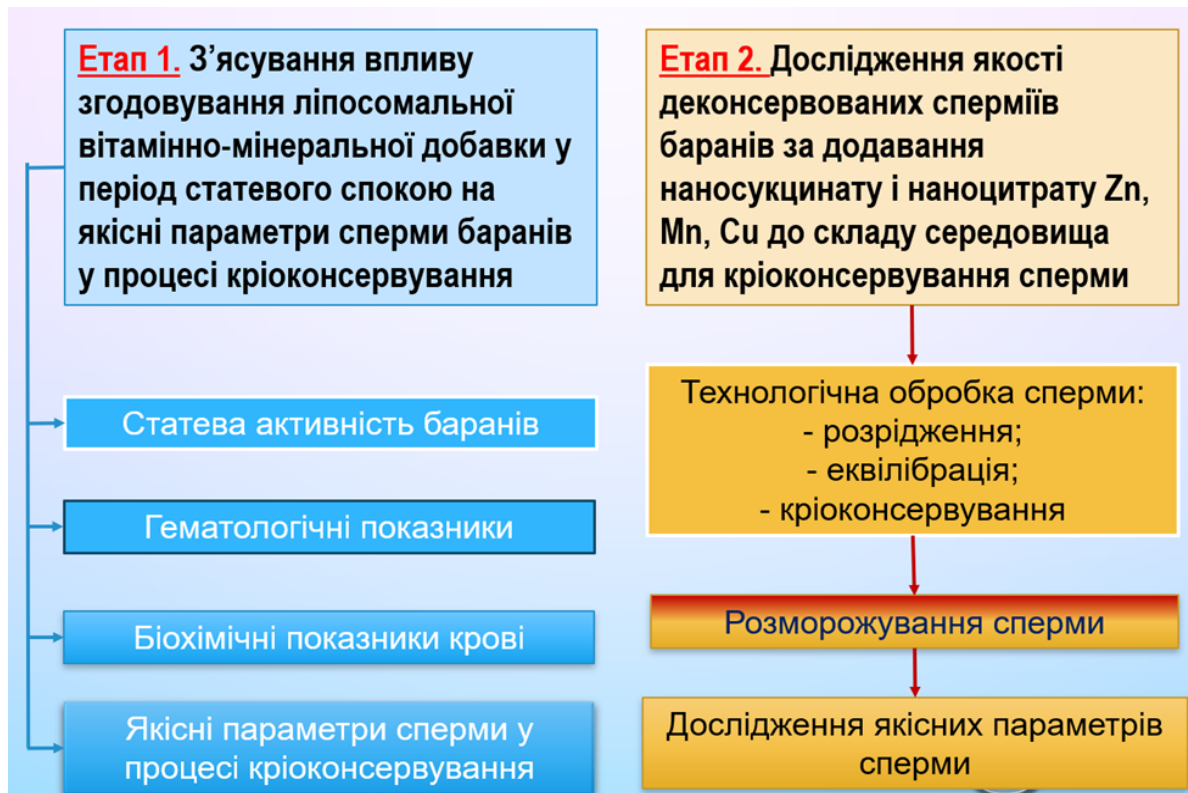 Етап 1. З’ясування впливу
згодовування ліпосомальної
вітамінно-мінеральної добавки у
період статевого спокою на
якісні параметри сперми баранів
у процесі кріоконсервування
Статева активність баранів
Гематологічні показники
Біохімічні показники крові
Якісні параметри сперми у
процесі кріоконсервування
Етап 2. Дослідження якості
деконсервованих сперміїв
баранів за додавання
наносукцинату і наноцитрату Zn,
Mn, Cu до складу середовища
для кріоконсервування сперми
Технологічна обробка сперми:
- розрідження;
- еквілібрація;
- кріоконсервування
Розморожування сперми
Дослідження якісних параметрів
сперми